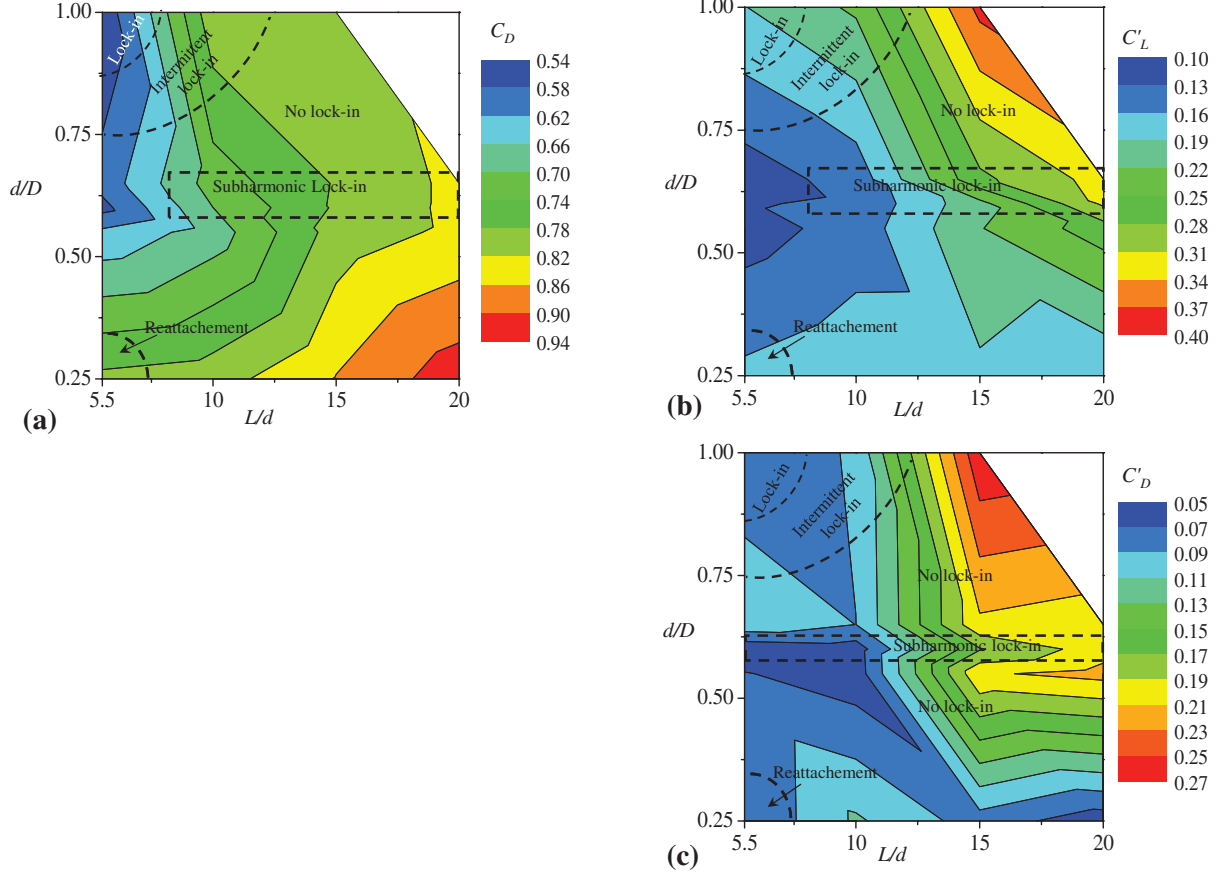 1.00
0.75
d/D
0.50
0.25
5.5
10
15
20
L/d
(a)
Lock-in
Intermittent
lock-in
No lock-in
Subharmonic Lock-in
Reattachement
C_D
0.54
0.58
0.62
0.66
0.70
0.74
0.78
0.82
0.86
0.90
0.94
1.00
0.75
d/D
0.50
0.25
5.5
10
15
20
L/d
(b)
Lock-in
Intermittent
lock-in
No lock-in
Subharmonic lock-in
Reattachement
C'_L
0.10
0.13
0.16
0.19
0.22
0.25
0.28
0.31
0.34
0.37
0.40
1.00
0.75
d/D
0.50
0.25
5.5
10
15
20
L/d
(c)
Lock-in
Intermittent
lock-in
No lock-in
Subharmonic lock-in
No lock-in
Reattachement
C'_D
0.05
0.07
0.09
0.11
0.13
0.15
0.17
0.19
0.21
0.23
0.25
0.27